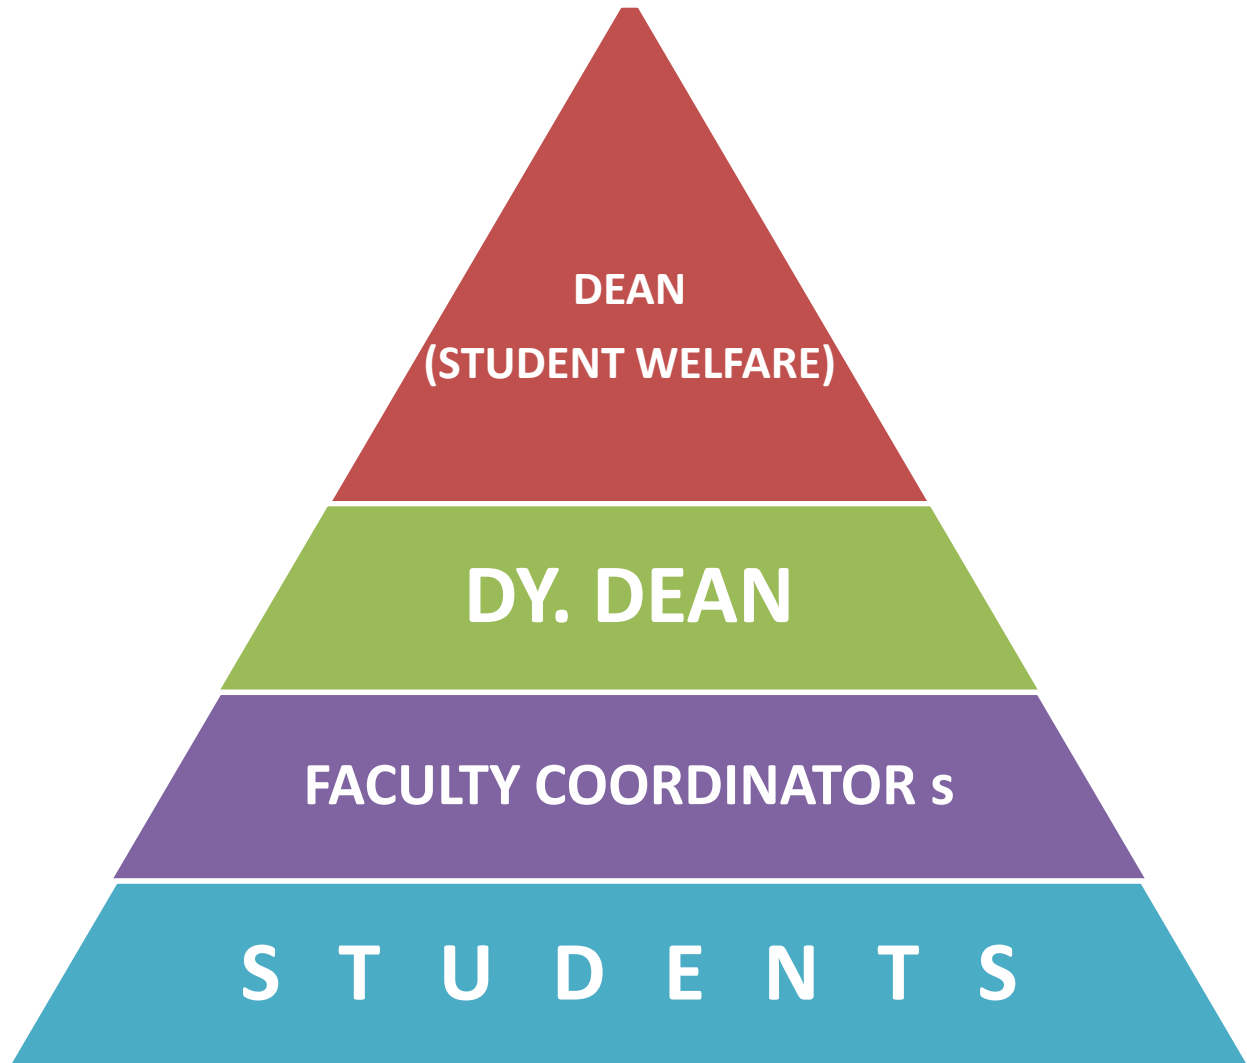 DEAN
(STUDENT WELFARE)
DY. DEAN
FACULTY COORDINATOR s
S T U D E N T S